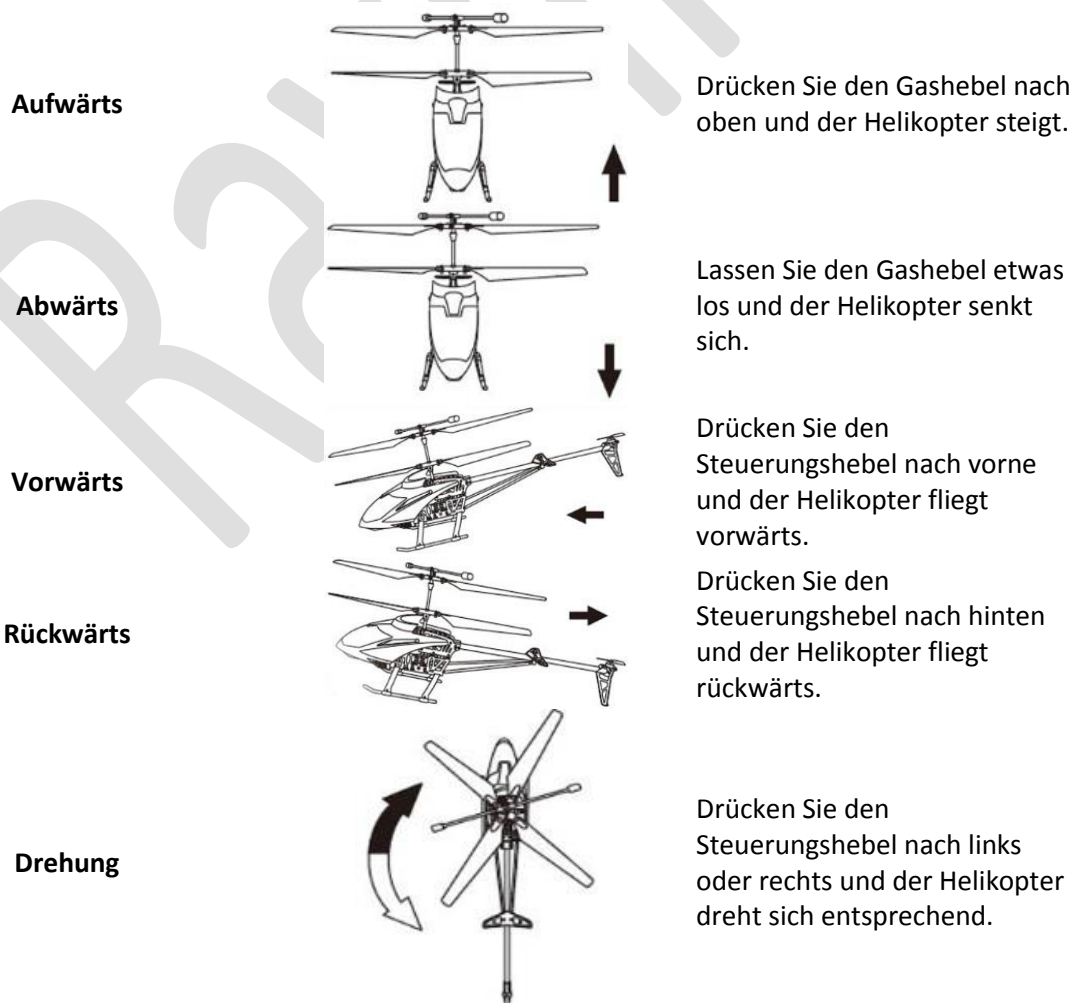 Aufwärts
Drücken Sie den Gashebel nach
oben und der Helikopter steigt.
Abwärts
Lassen Sie den Gashebel etwas
los und der Helikopter senkt
sich.
Vorwärts
Drücken Sie den
Steuerungshebel nach vorne
und der Helikopter fliegt
vorwärts.
Rückwärts
Drücken Sie den
Steuerungshebel nach hinten
und der Helikopter fliegt
rückwärts.
Drehung
Drücken Sie den
Steuerungshebel nach links
oder rechts und der Helikopter
dreht sich entsprechend.